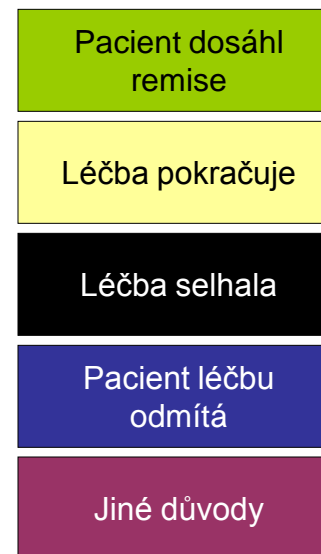 Pacient dosáhl
remise
Léčba pokračuje
Léčba selhala
Pacient léčbu
odmítá
Jiné důvody